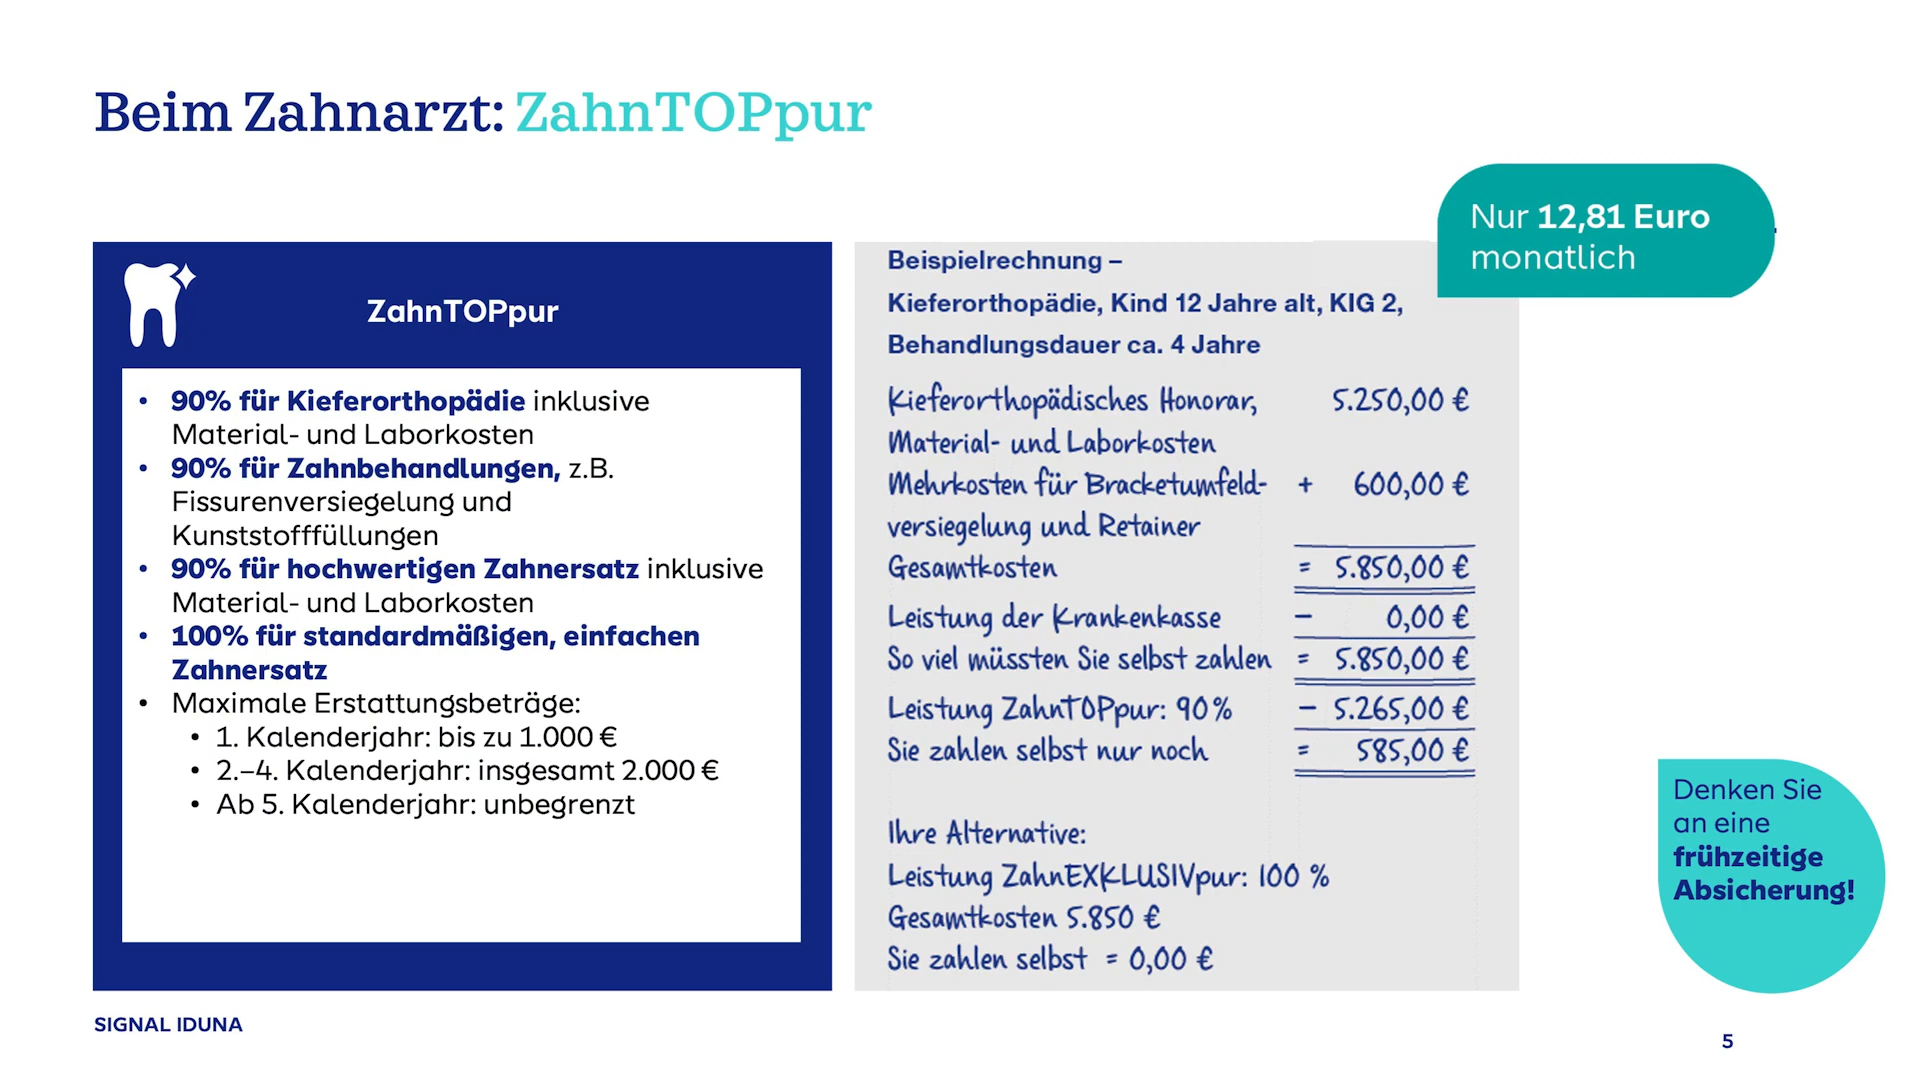 Beim Zahnarzt: ZahnTOPpur
Nur 12,81 Euro
monatlich
ZahnTOPpur
• 90% für Kieferorthopädie inklusive
Material- und Laborkosten
• 90% für Zahnbehandlungen, z.B.
Fissurenversiegelung und
Kunststofffüllungen
• 90% für hochwertigen Zahnersatz inklusive
Material- und Laborkosten
• 100% für standardmäßigen, einfachen
Zahnersatz
• Maximale Erstattungsbeträge:
• 1. Kalenderjahr: bis zu 1.000 €
• 2.–4. Kalenderjahr: insgesamt 2.000 €
• Ab 5. Kalenderjahr: unbegrenzt
Beispielrechnung –
Kieferorthopädie, Kind 12 Jahre alt, KIG 2,
Behandlungsdauer ca. 4 Jahre
Kieferorthopädisches Honorar, 5.250,00 €
Material- und Laborkosten
Mehrkosten für Bracketumfeld- + 600,00 €
versiegelung und Retainer
Gesamtkosten = 5.850,00 €
Leistung der Krankenkasse – 0,00 €
So viel müssten Sie selbst zahlen = 5.850,00 €
Leistung ZahnTOPpur: 90% – 5.265,00 €
Sie zahlen selbst nur noch = 585,00 €
Ihre Alternative:
Leistung ZahnEXKLUSIVpur: 100 %
Gesamtkosten 5.850 €
Sie zahlen selbst = 0,00 €
Denken Sie
an eine
frühzeitige
Absicherung!
SIGNAL IDUNA
5